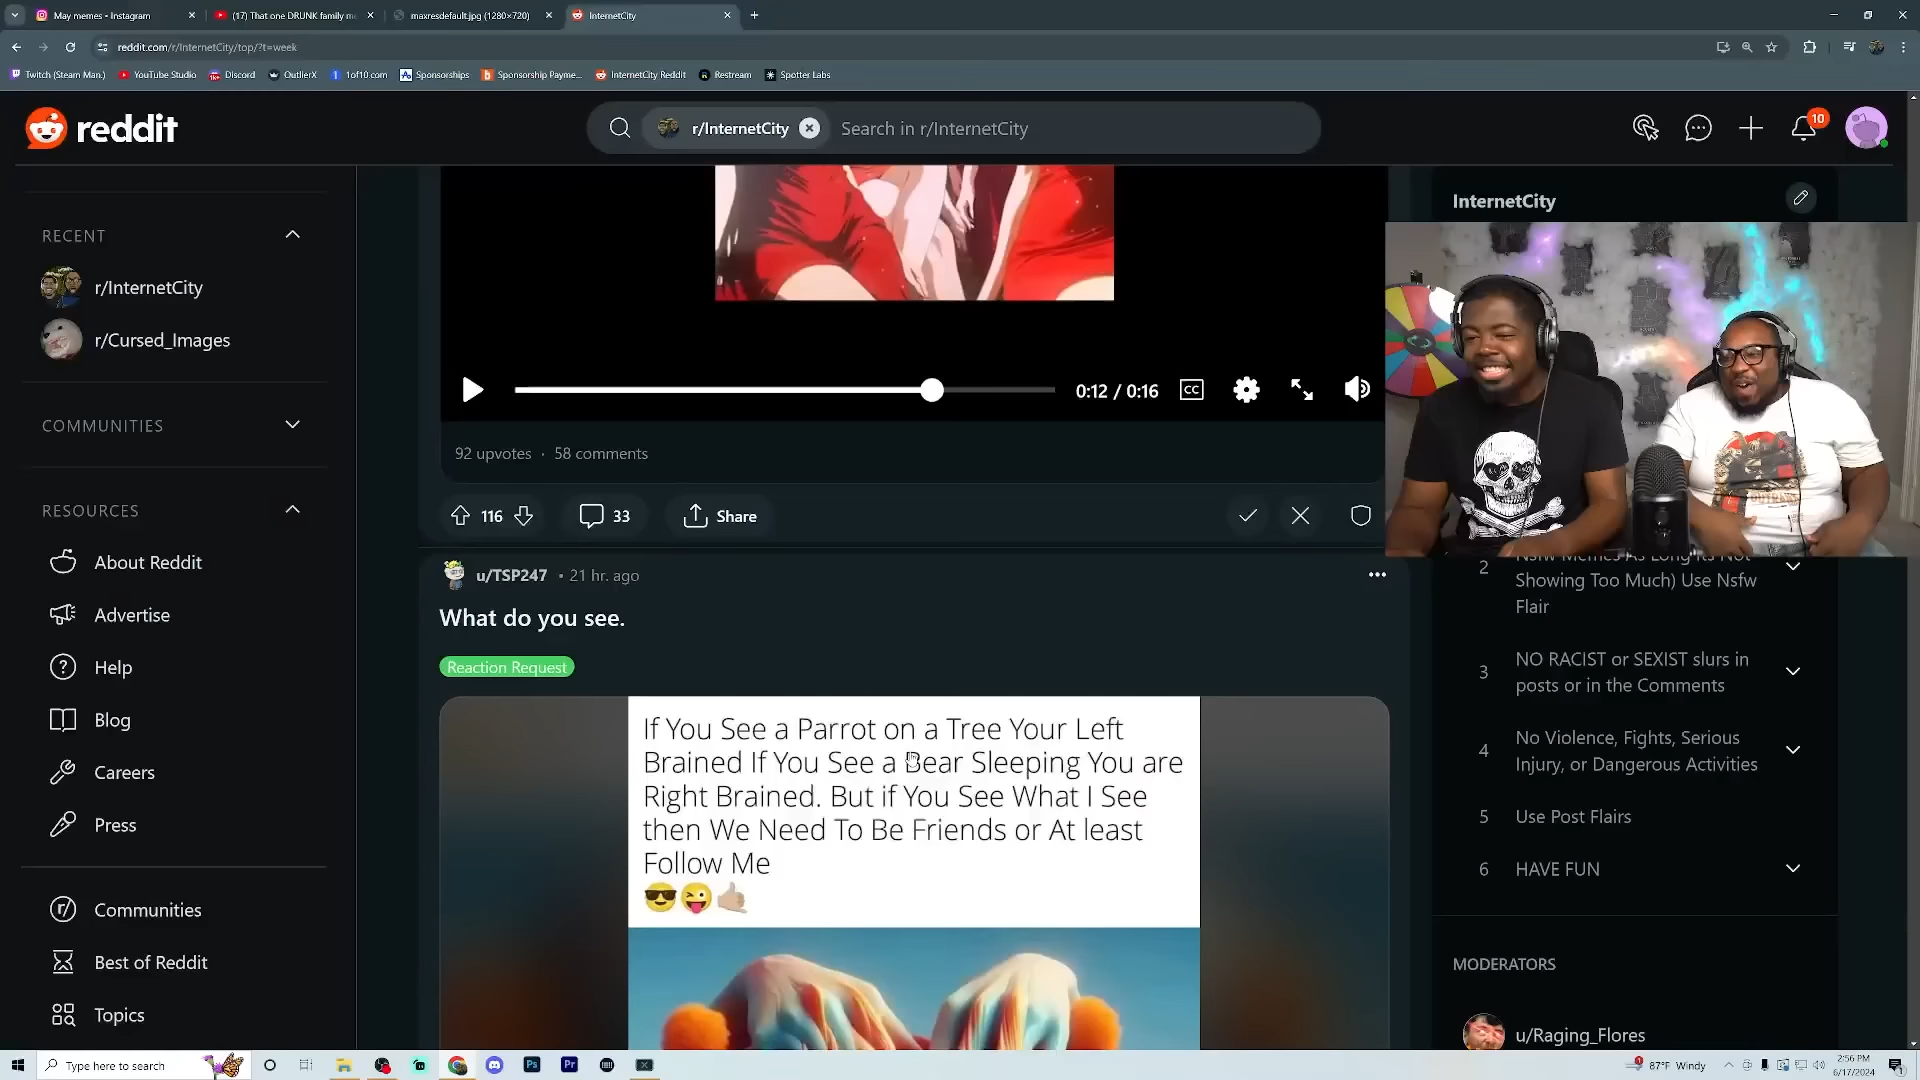 May memes - Instagram
(17) That one DRUNK family me
maxresdefault.jpg (1280×720)
InternetCity
reddit.com/r/InternetCity/top/?t=week
Twitch (Steam Man.)
YouTube Studio
Discord
OutlierX
1of10.com
Sponsorships
Sponsorship Payme...
InternetCity Reddit
Restream
Spotter Labs
reddit
r/InternetCity
Search in r/InternetCity
10
RECENT
r/InternetCity
r/Cursed_Images
COMMUNITIES
RESOURCES
About Reddit
Advertise
Help
Blog
Careers
Press
Communities
Best of Reddit
Topics
0:12 / 0:16
CC
92 upvotes · 58 comments
116
33
Share
u/TSP247 • 21 hr. ago
What do you see.
Reaction Request
If You See a Parrot on a Tree Your Left
Brained If You See a Bear Sleeping You are
Right Brained. But if You See What I See
then We Need To Be Friends or At least
Follow Me
InternetCity
2
Nsfw Memes As Long Its Not
Showing Too Much) Use Nsfw
Flair
3
NO RACIST or SEXIST slurs in
posts or in the Comments
4
No Violence, Fights, Serious
Injury, or Dangerous Activities
5
Use Post Flairs
6
HAVE FUN
MODERATORS
u/Raging_Flores
Type here to search
87°F Windy
2:56 PM
6/17/2024